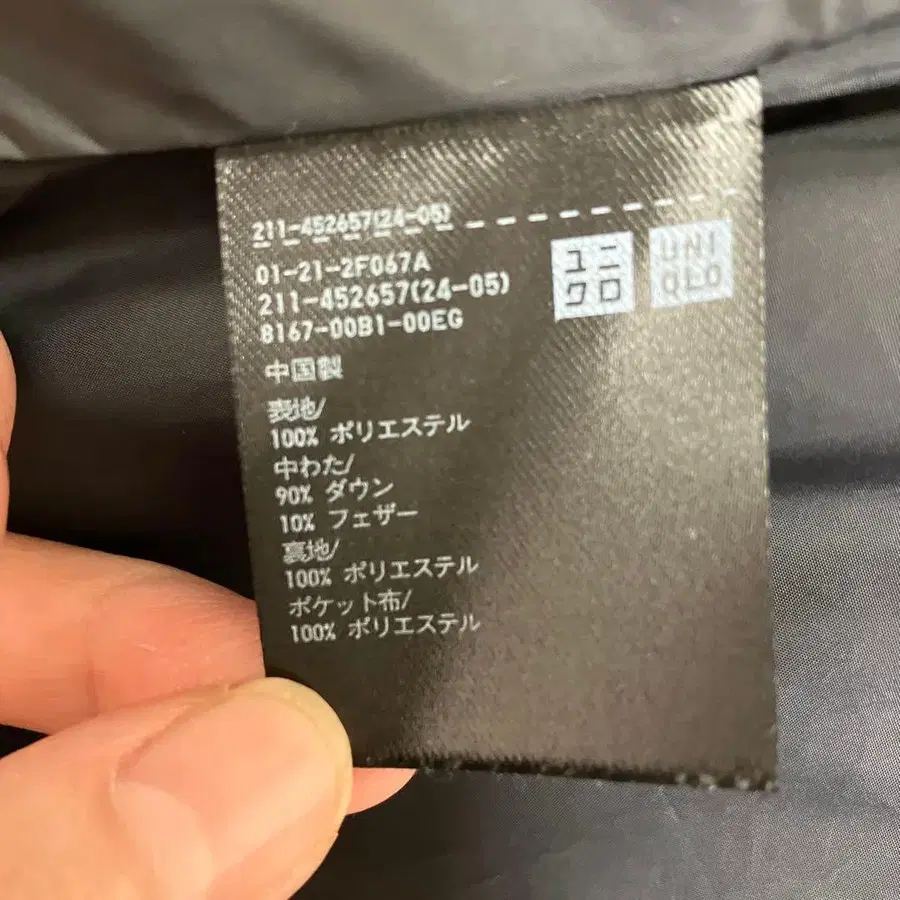 211-452657(24-05)
ユニ
クロ
UNI
QLO
01-21-2F067A
211-452657(24-05)
8167-00B1-00EG
中国製
表地/
100% ポリエステル
中わた/
90% ダウン
10% フェザー
裏地/
100% ポリエステル
ポケット布/
100% ポリエステル